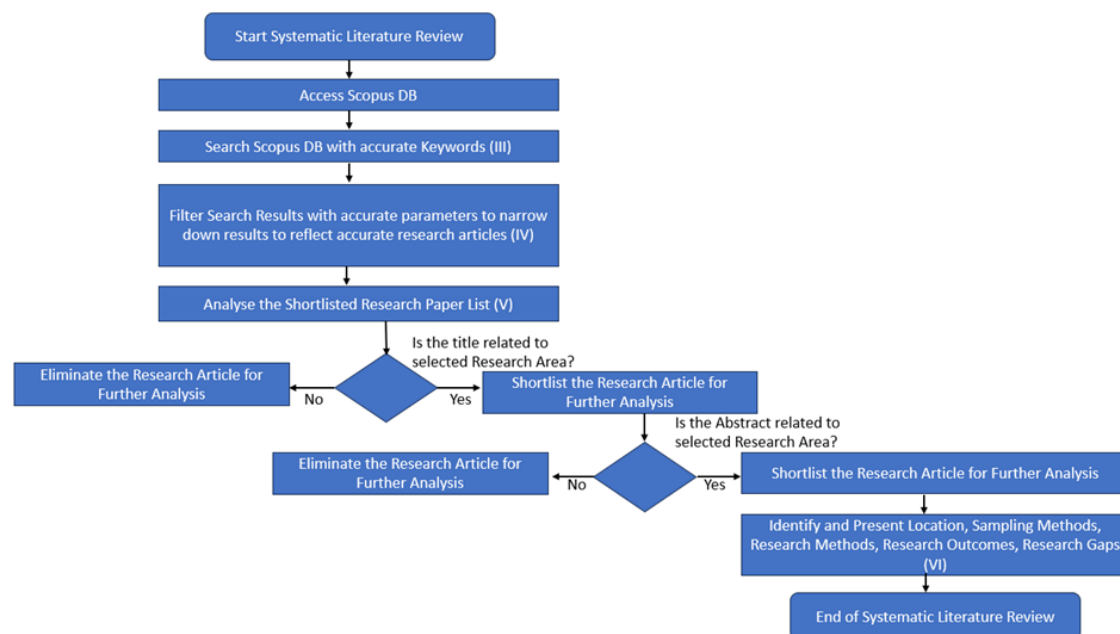 Start Systematic Literature Review
Access Scopus DB
Search Scopus DB with accurate Keywords (III)
Filter Search Results with accurate parameters to narrow
down results to reflect accurate research articles (IV)
Analyse the Shortlisted Research Paper List (V)
Is the title related to
selected Research Area?
Eliminate the Research Article for
Further Analysis
No
Yes
Shortlist the Research Article for
Further Analysis
Is the Abstract related to
selected Research Area?
Eliminate the Research Article for
Further Analysis
No
Yes
Shortlist the Research Article for Further Analysis
Identify and Present Location, Sampling Methods,
Research Methods, Research Outcomes, Research Gaps
(VI)
End of Systematic Literature Review